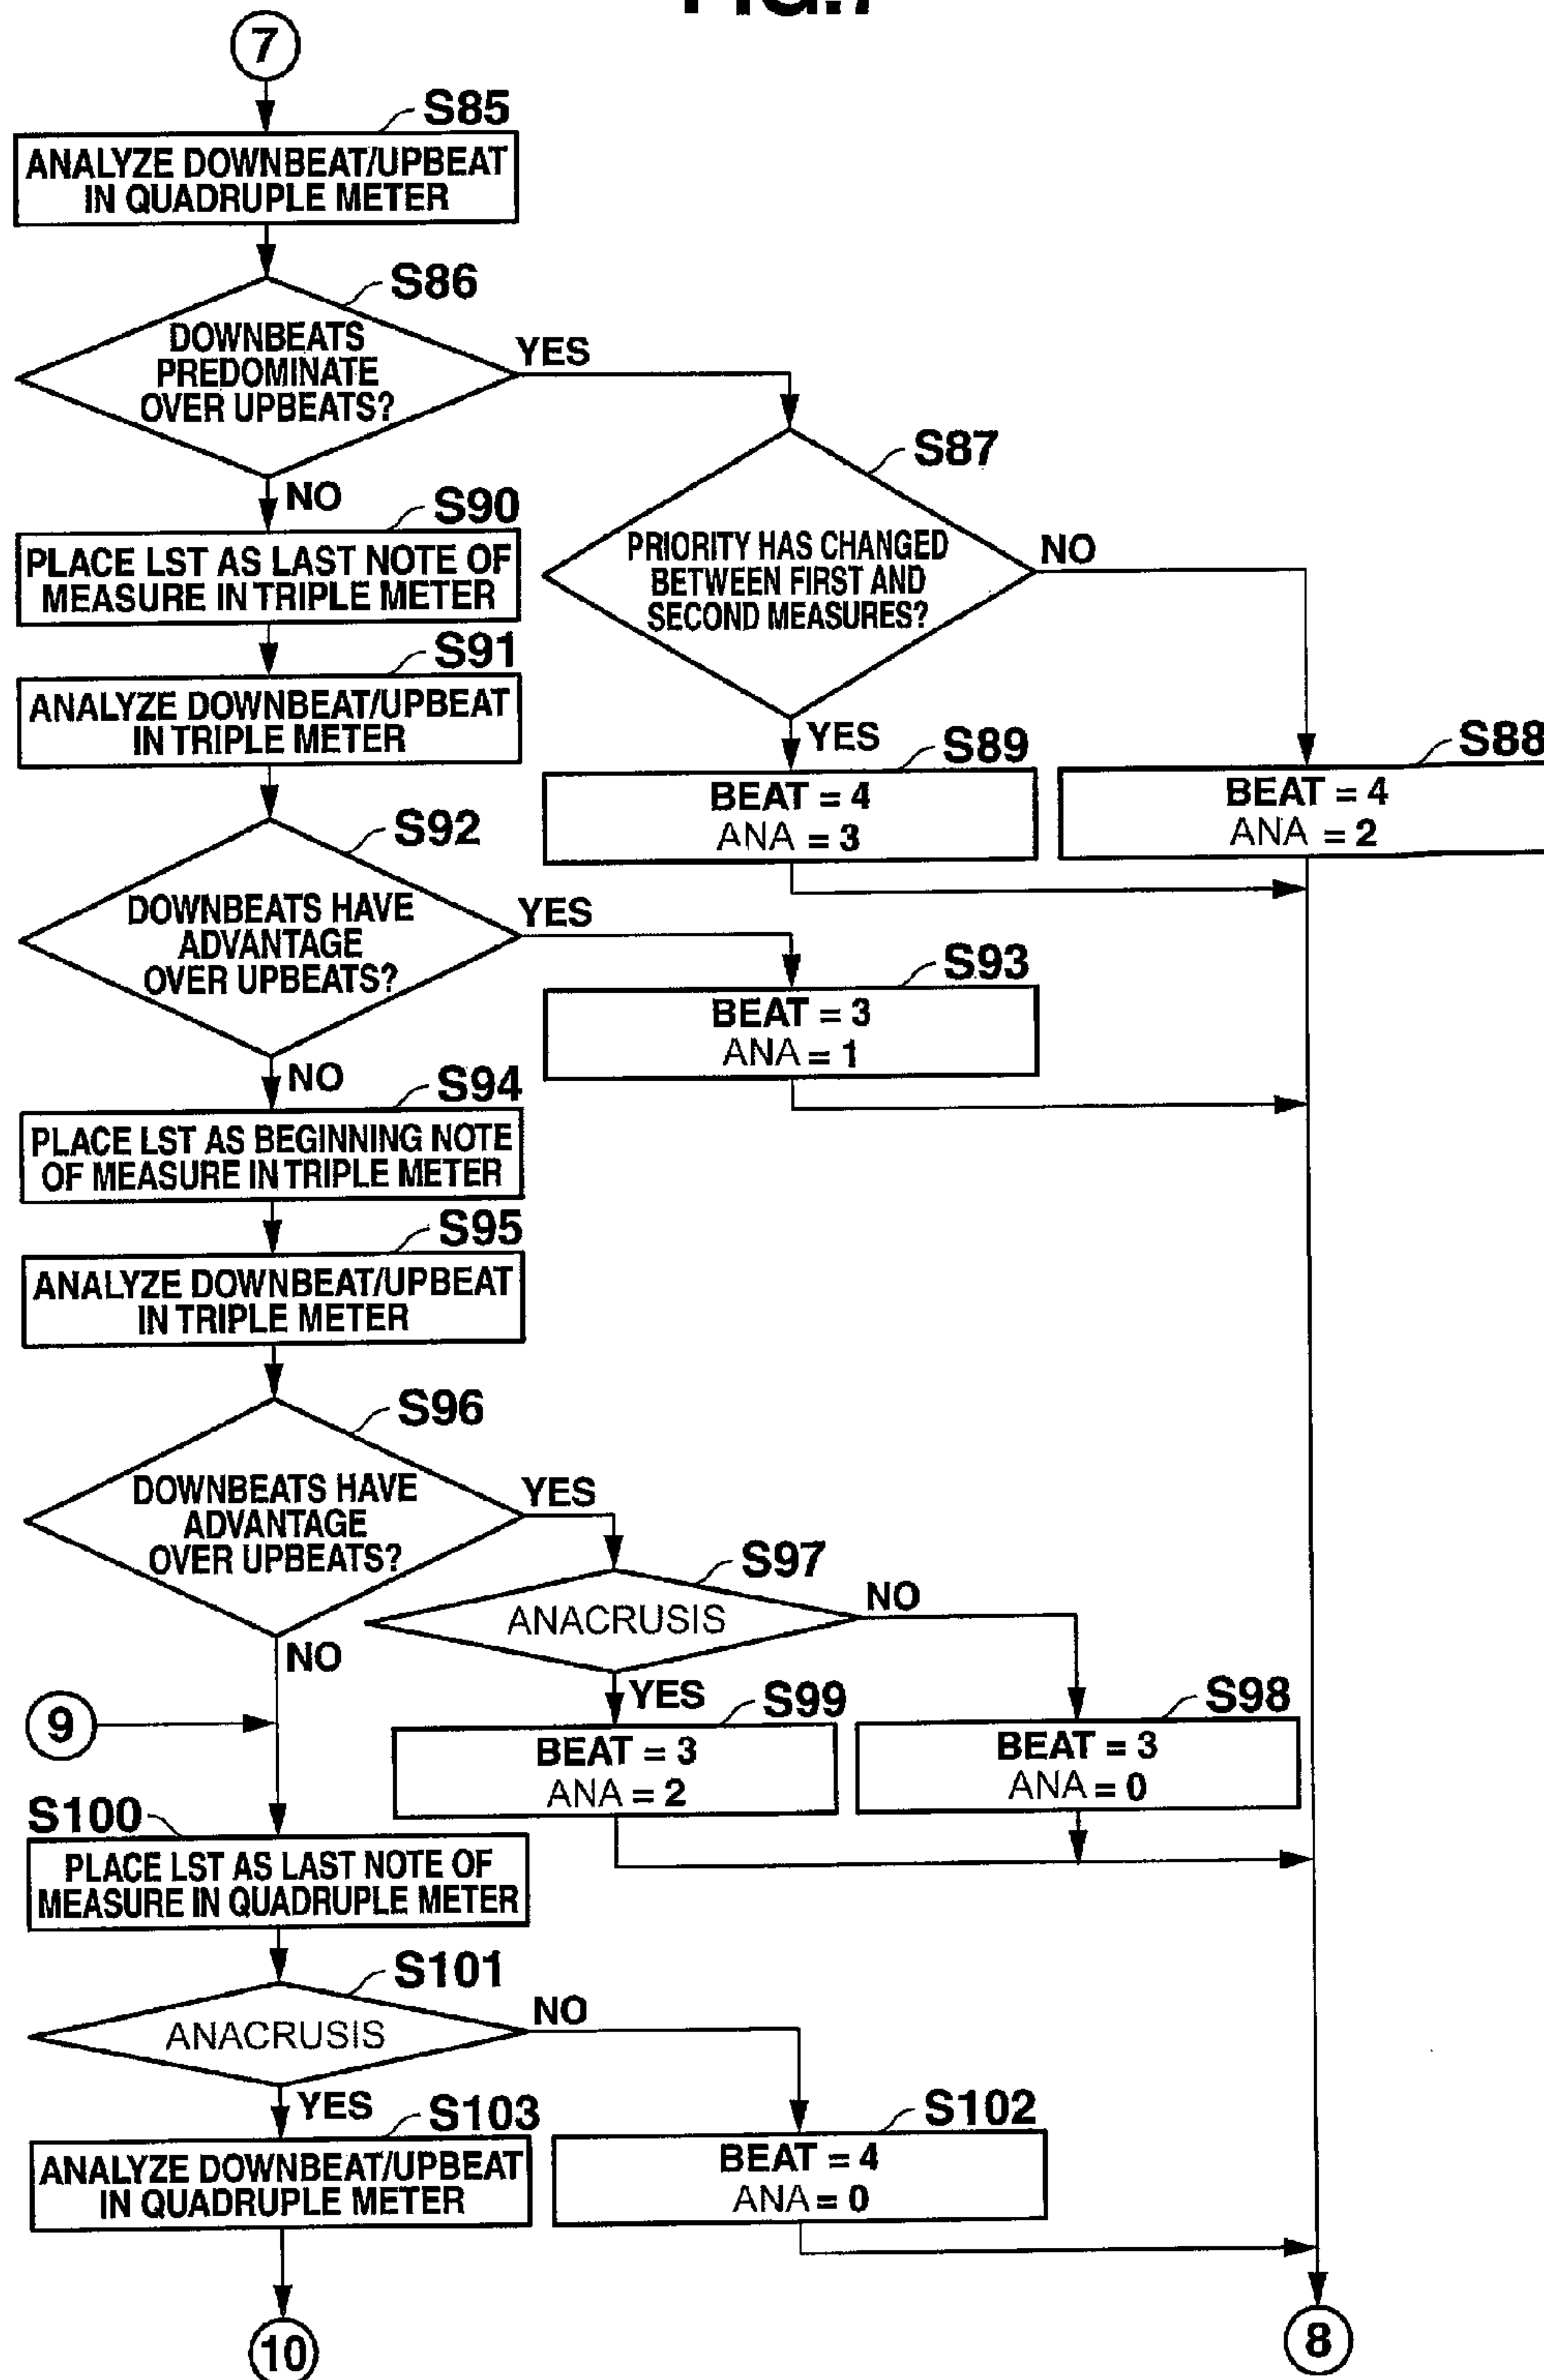 FIG.7
7
S85
ANALYZE DOWNBEAT/UPBEAT
IN QUADRUPLE METER
S86
DOWNBEATS
PREDOMINATE
OVER UPBEATS?
YES
NO
S87
PRIORITY HAS CHANGED
BETWEEN FIRST AND
SECOND MEASURES?
NO
YES
S90
PLACE LST AS LAST NOTE OF
MEASURE IN TRIPLE METER
S91
ANALYZE DOWNBEAT/UPBEAT
IN TRIPLE METER
S89
BEAT = 4
ANA = 3
S88
BEAT = 4
ANA = 2
S92
DOWNBEATS HAVE
ADVANTAGE
OVER UPBEATS?
YES
NO
S93
BEAT = 3
ANA = 1
S94
PLACE LST AS BEGINNING NOTE
OF MEASURE IN TRIPLE METER
S95
ANALYZE DOWNBEAT/UPBEAT
IN TRIPLE METER
S96
DOWNBEATS HAVE
ADVANTAGE
OVER UPBEATS?
YES
NO
S97
ANACRUSIS
NO
YES
S99
BEAT = 3
ANA = 2
S98
BEAT = 3
ANA = 0
9
S100
PLACE LST AS LAST NOTE OF
MEASURE IN QUADRUPLE METER
S101
ANACRUSIS
NO
YES
S103
ANALYZE DOWNBEAT/UPBEAT
IN QUADRUPLE METER
S102
BEAT = 4
ANA = 0
10
8